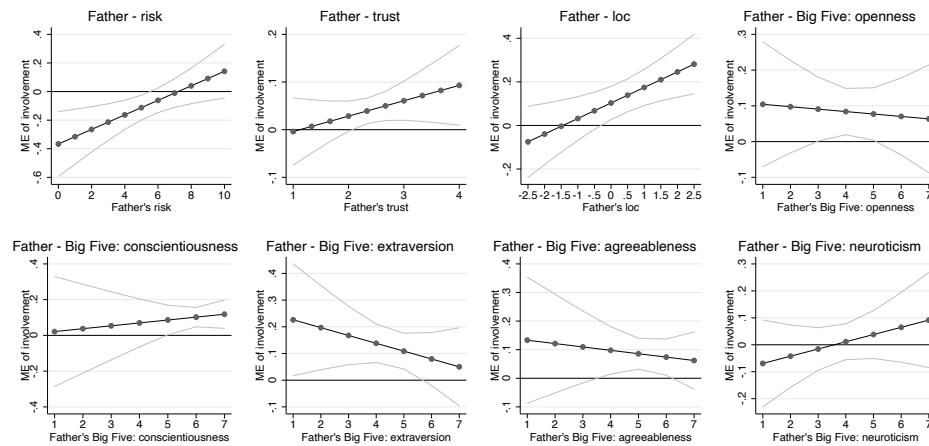 Father - risk
ME of involvement
.4
.2
0
-.2
-.4
-.6
0 2 4 6 8 10
Father's risk
Father - trust
ME of involvement
.2
.1
0
-.1
1 2 3 4
Father's trust
Father - loc
ME of involvement
.4
.2
0
-.2
-2.5 -2 -1.5 -1 -.5 0 .5 1 1.5 2 2.5
Father's loc
Father - Big Five: openness
ME of involvement
.3
.2
.1
0
-.1
1 2 3 4 5 6 7
Father's Big Five: openness
Father - Big Five: conscientiousness
ME of involvement
.4
.2
0
-.2
-.4
1 2 3 4 5 6 7
Father's Big Five: conscientiousness
Father - Big Five: extraversion
ME of involvement
.4
.3
.2
.1
0
-.1
1 2 3 4 5 6 7
Father's Big Five: extraversion
Father - Big Five: agreeableness
ME of involvement
.4
.3
.2
.1
0
-.1
1 2 3 4 5 6 7
Father's Big Five: agreeableness
Father - Big Five: neuroticism
ME of involvement
.3
.2
.1
0
-.1
-.2
1 2 3 4 5 6 7
Father's Big Five: neuroticism